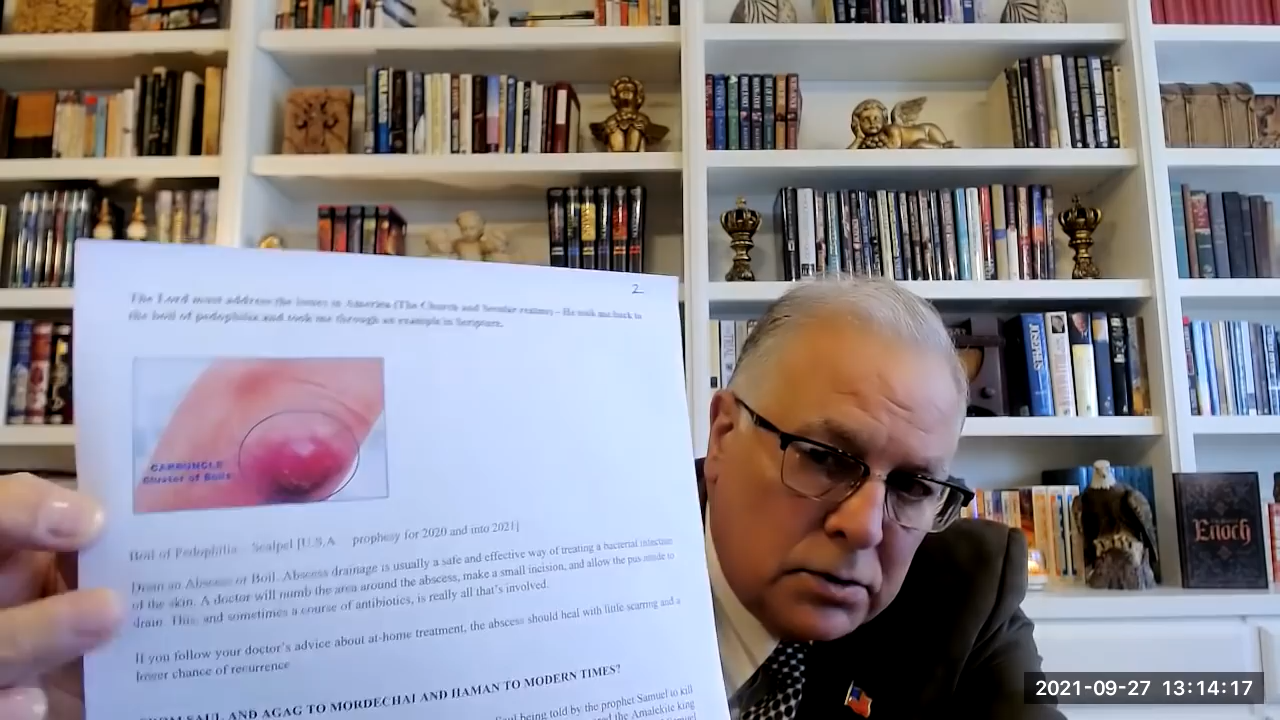 2
The Lord must address the issues in America (The Church and Secular realms) – He took me back to
the boil of pedophilia and took me through an example in Scripture.
CARBUNCLE
Cluster of Boils
Boil of Pedophilia – Scalpel [U.S.A prophesy for 2020 and into 2021]
Drain an Abscess or Boil. Abscess drainage is usually a safe and effective way of treating a bacterial infection
of the skin. A doctor will numb the area around the abscess, make a small incision, and allow the pus inside to
drain. This, and sometimes a course of antibiotics, is really all that's involved.
If you follow your doctor's advice about at-home treatment, the abscess should heal with little scarring and a
lower chance of recurrence
FROM SAUL AND AGAG TO MORDECHAI AND HAMAN TO MODERN TIMES?
Saul being told by the prophet Samuel to kill
the Amalekite king
Enoch
2021-09-27 13:14:17